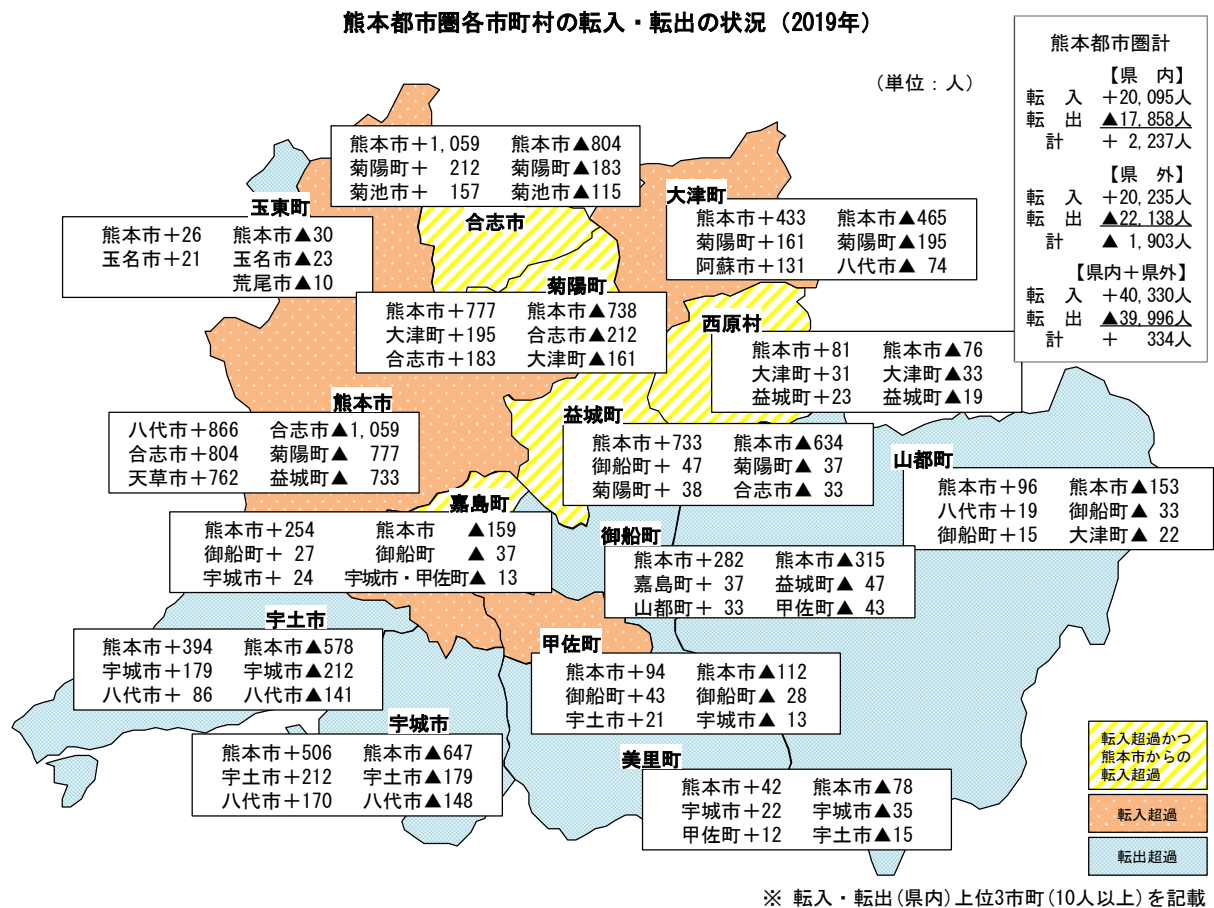 熊本都市圏各市町村の転入・転出の状況（2019年）
（単位：人）
熊本都市圏計
【県　内】
転　入　＋20,095人
転　出　▲17,858人
計　＋ 2,237人
【県　外】
転　入　＋20,235人
転　出　▲22,138人
計　▲ 1,903人
【県内＋県外】
転　入　＋40,330人
転　出　▲39,996人
計　＋　334人
熊本市＋1,059　熊本市▲804
菊陽町＋ 212　菊陽町▲183
菊池市＋ 157　菊池市▲115
合志市
玉東町
熊本市＋26　熊本市▲30
玉名市＋21　玉名市▲23
荒尾市▲10
大津町
熊本市＋433　熊本市▲465
菊陽町＋161　菊陽町▲195
阿蘇市＋131　八代市▲ 74
菊陽町
熊本市＋777　熊本市▲738
大津町＋195　合志市▲212
合志市＋183　大津町▲161
西原村
熊本市＋81　熊本市▲76
大津町＋31　大津町▲33
益城町＋23　益城町▲19
熊本市
八代市＋866　合志市▲1,059
合志市＋804　菊陽町▲ 777
天草市＋762　益城町▲ 733
益城町
熊本市＋733　熊本市▲634
御船町＋ 47　菊陽町▲ 37
菊陽町＋ 38　合志市▲ 33
山都町
熊本市＋96　熊本市▲153
八代市＋19　御船町▲ 33
御船町＋15　大津町▲ 22
嘉島町
熊本市＋254　熊本市　▲159
御船町＋ 27　御船町　▲ 37
宇城市＋ 24　宇城市・甲佐町▲ 13
御船町
熊本市＋282　熊本市▲315
嘉島町＋ 37　益城町▲ 47
山都町＋ 33　甲佐町▲ 43
宇土市
熊本市＋394　熊本市▲578
宇城市＋179　宇城市▲212
八代市＋ 86　八代市▲141
甲佐町
熊本市＋94　熊本市▲112
御船町＋43　御船町▲ 28
宇土市＋21　宇城市▲ 13
宇城市
熊本市＋506　熊本市▲647
宇土市＋212　宇土市▲179
八代市＋170　八代市▲148
美里町
熊本市＋42　熊本市▲78
宇城市＋22　宇城市▲35
甲佐町＋12　宇土市▲15
転入超過かつ
熊本市からの
転入超過
転入超過
転出超過
※ 転入・転出(県内)上位3市町(10人以上)を記載